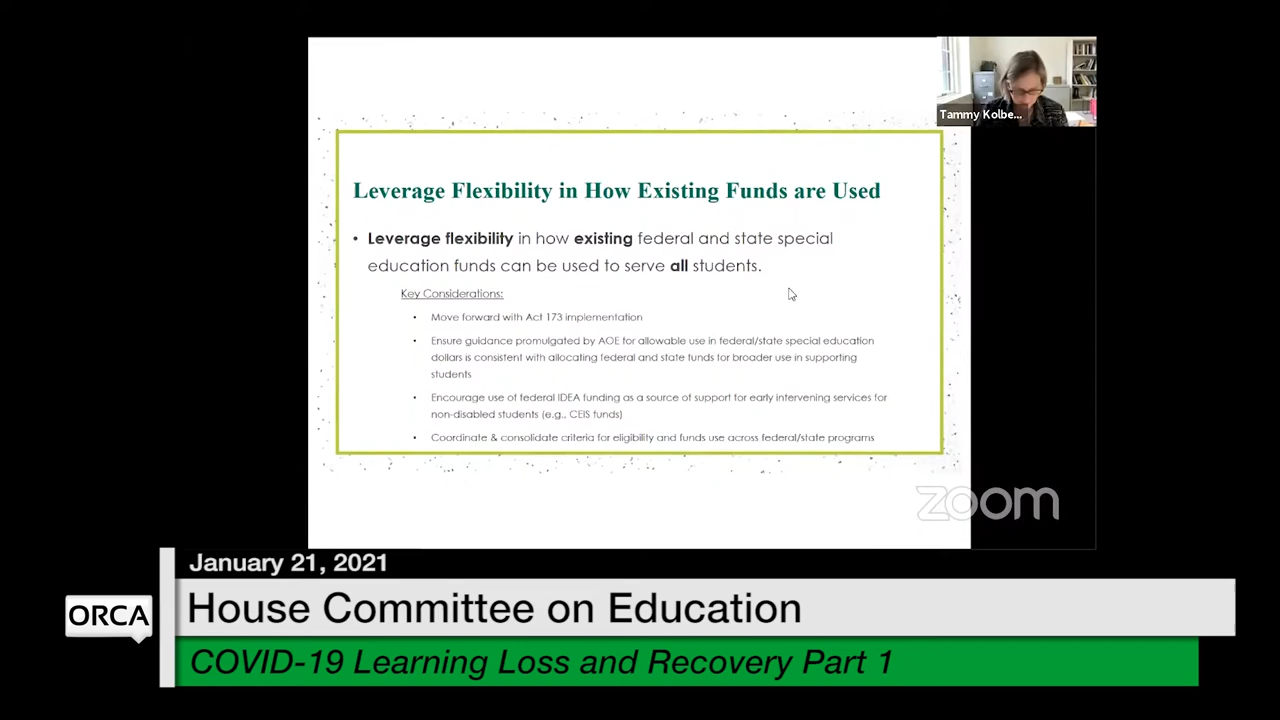 Tammy Kolbe...
Leverage Flexibility in How Existing Funds are Used
• Leverage flexibility in how existing federal and state special
education funds can be used to serve all students.
Key Considerations:
• Move forward with Act 173 implementation
• Ensure guidance promulgated by AOE for allowable use in federal/state special education
dollars is consistent with allocating federal and state funds for broader use in supporting
students
• Encourage use of federal IDEA funding as a source of support for early intervening services for
non-disabled students (e.g., CEIS funds)
• Coordinate & consolidate criteria for eligibility and funds use across federal/state programs
zoom
January 21, 2021
ORCA
House Committee on Education
COVID-19 Learning Loss and Recovery Part 1